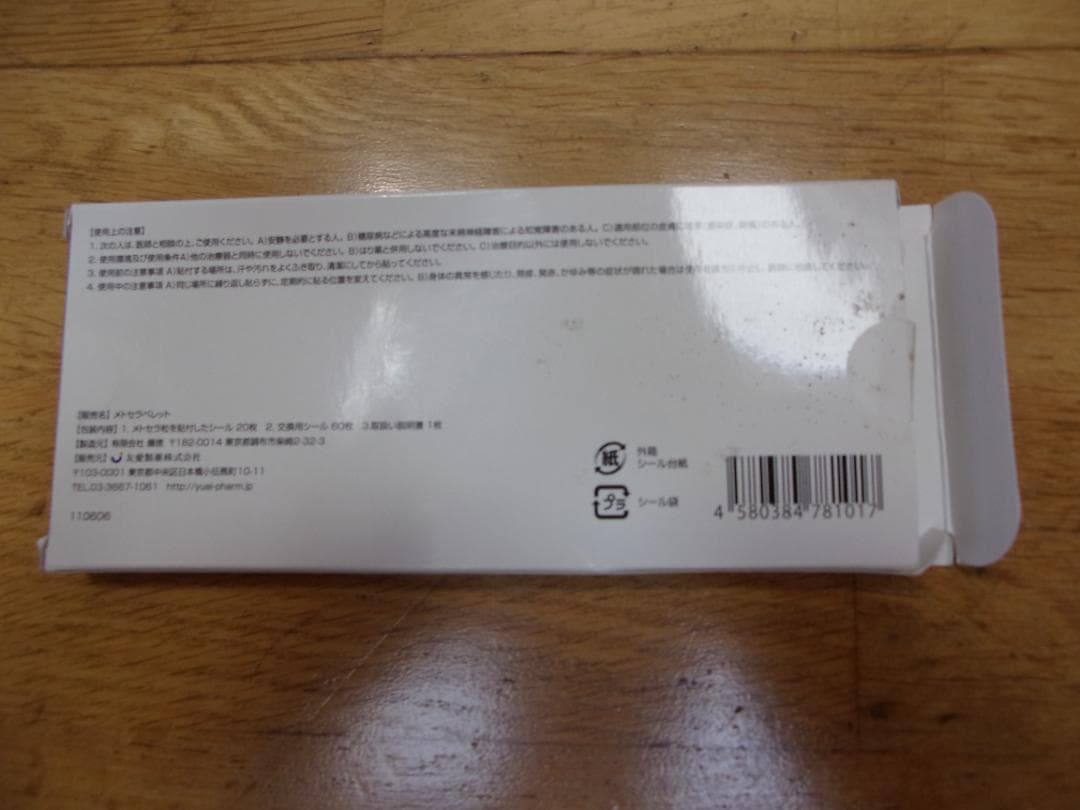 【使用上の注意】
1. 次の人は、医師と相談の上、ご使用ください。A)安静を必要とする人。B)糖尿病などによる高度な末梢神経障害による知覚障害のある人。C)適用部位の皮膚に
2. 使用環境及び使用条件A)他の治療器と同時に使用しないでください。B)はり薬と併用しないでください。C)治療目的以外には使用しないでください。
3. 使用前の注意事項 A)貼付する場所は、汗や汚れをよくふき取り、清潔にしてから貼ってください。
4. 使用中の注意事項 A)同じ場所に繰り返し貼らずに、定期的に貼る位置を変えてください。B)身体の異常を感じたり、発疹、発赤、かゆみ等の症状が現れた場合は
【販売名】 メトセラペレット
【包装内容】 1. メトセラ粒を貼付したシール 20枚 2. 交換用シール 60枚 3.取扱い説明書 1枚
【製造元】 有限会社 〒182-0014 東京都調布市柴崎2-32-3
【販売元】 友愛製薬株式会社
〒103-0001 東京都中央区日本橋小伝馬町10-11
TEL.03-3667-1061 http://yuai-pharm.jp
110606
紙
外箱
シール台紙
プラ
シール袋
4 580384 781017